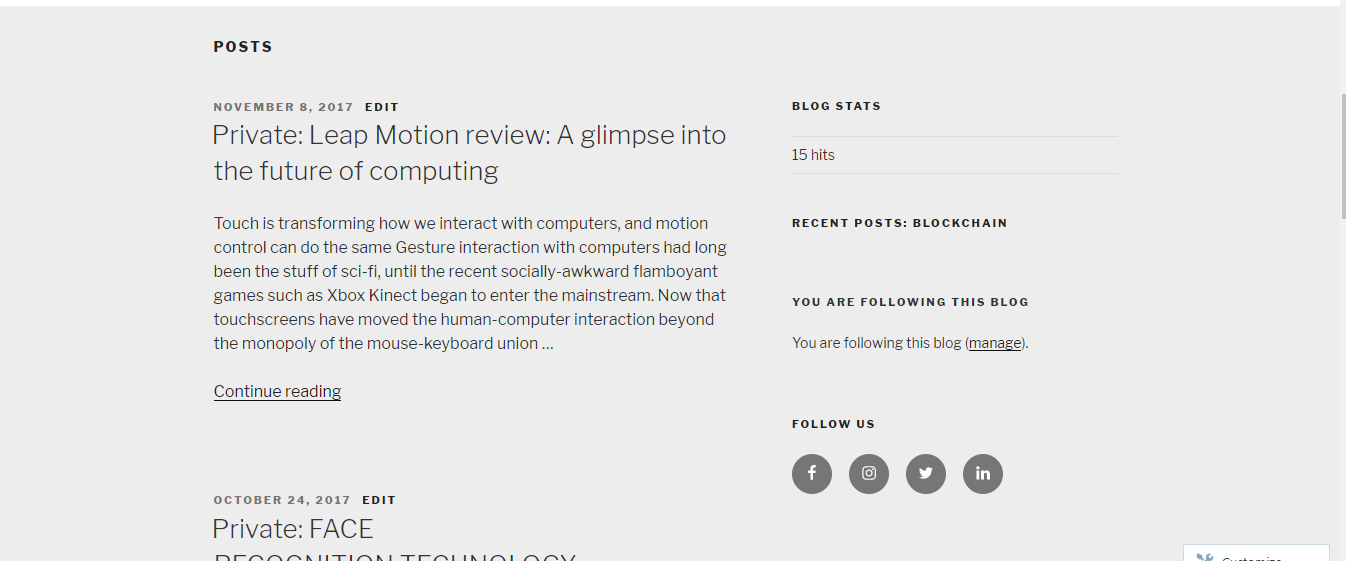 POSTS
NOVEMBER 8, 2017 EDIT
Private: Leap Motion review: A glimpse into
the future of computing
Touch is transforming how we interact with computers, and motion
control can do the same Gesture interaction with computers had long
been the stuff of sci-fi, until the recent socially-awkward flamboyant
games such as Xbox Kinect began to enter the mainstream. Now that
touchscreens have moved the human-computer interaction beyond
the monopoly of the mouse-keyboard union …
Continue reading
OCTOBER 24, 2017 EDIT
Private: FACE
RECOGNITION TECHNOLOGY
BLOG STATS
15 hits
RECENT POSTS: BLOCKCHAIN
YOU ARE FOLLOWING THIS BLOG
You are following this blog (manage).
FOLLOW US
Customize